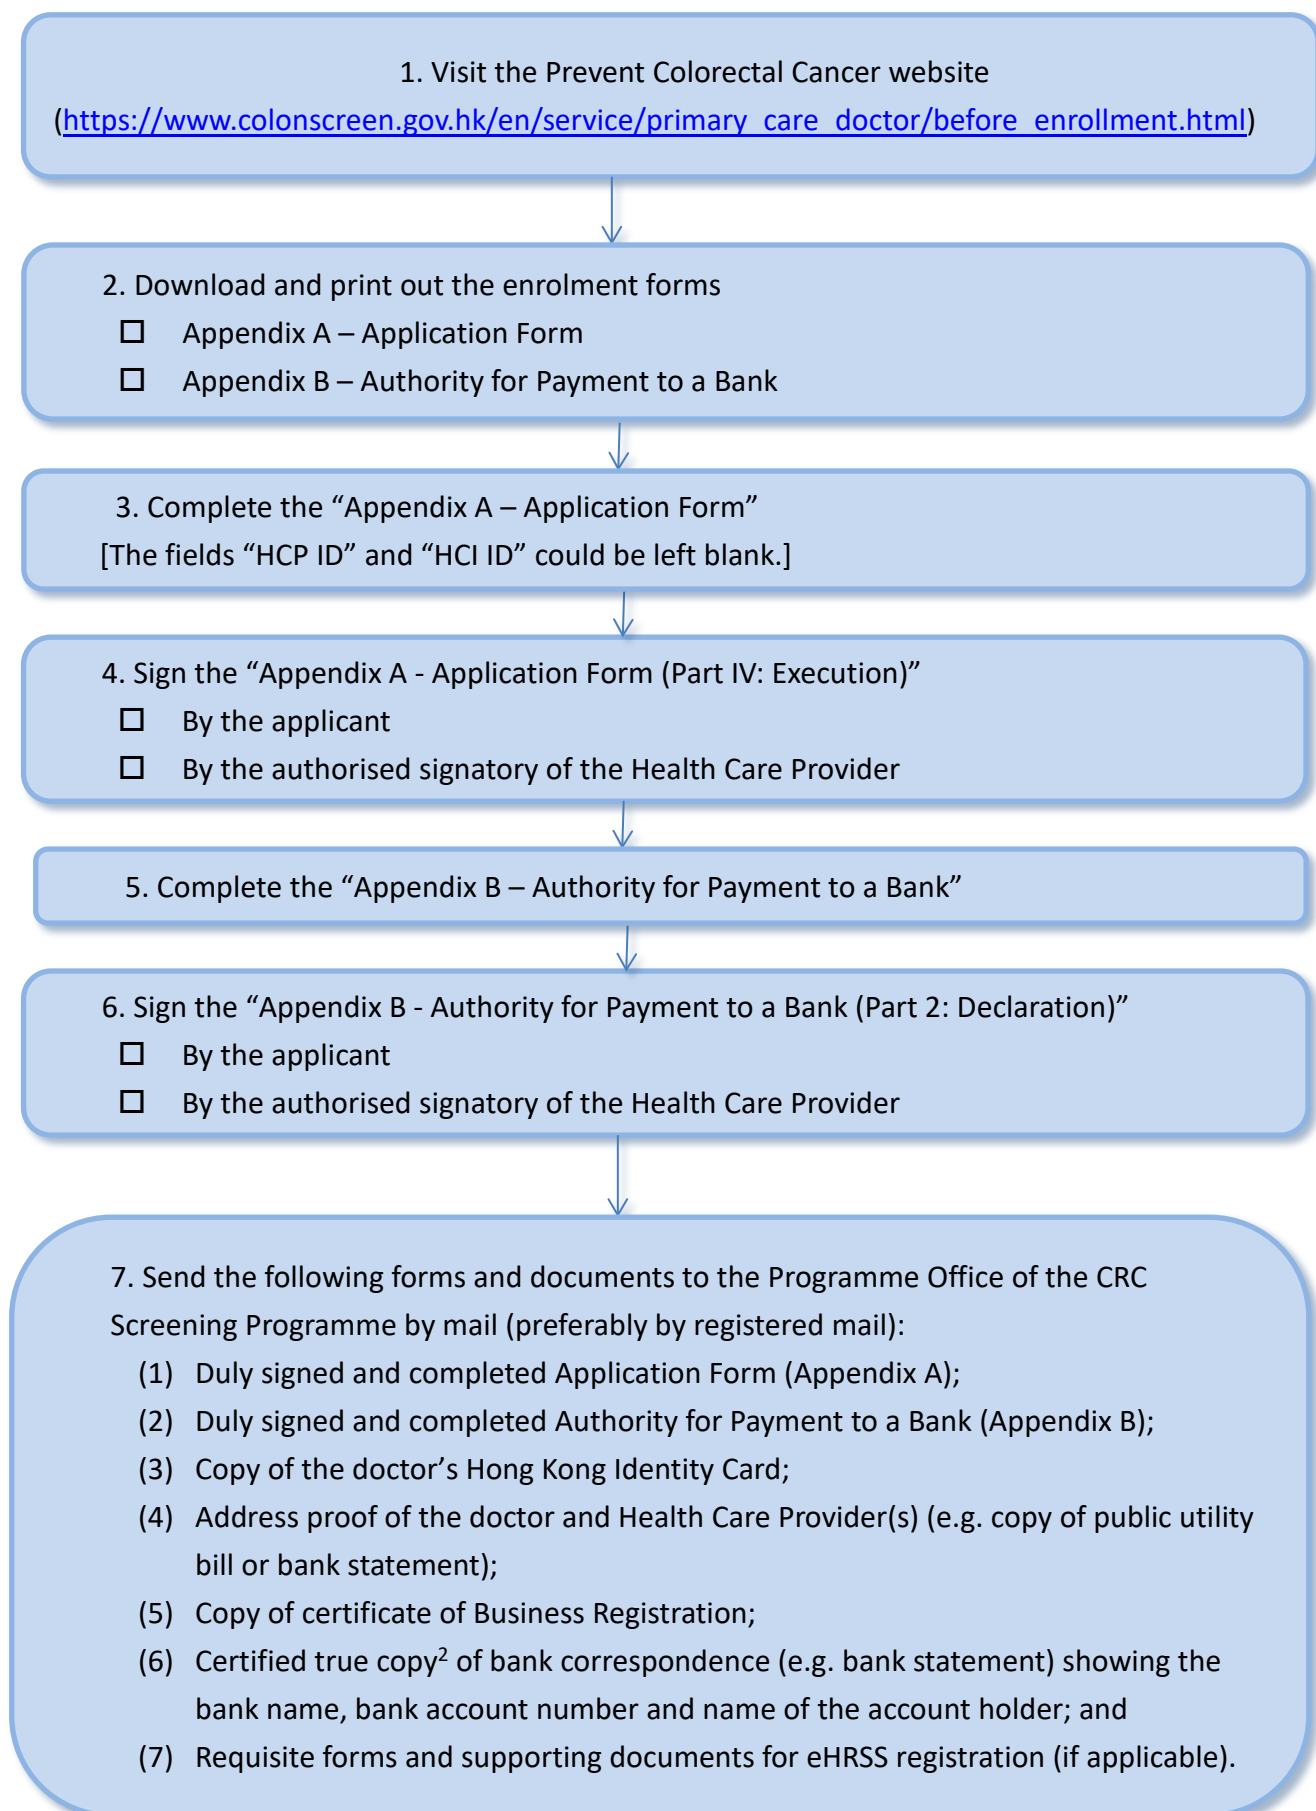 1. Visit the Prevent Colorectal Cancer website
(https://www.colonscreen.gov.hk/en/service/primary_care_doctor/before_enrollment.html)
2. Download and print out the enrolment forms
☐ Appendix A – Application Form
☐ Appendix B – Authority for Payment to a Bank
3. Complete the “Appendix A – Application Form”
[The fields “HCP ID” and “HCI ID” could be left blank.]
4. Sign the “Appendix A - Application Form (Part IV: Execution)”
☐ By the applicant
☐ By the authorised signatory of the Health Care Provider
5. Complete the “Appendix B – Authority for Payment to a Bank”
6. Sign the “Appendix B - Authority for Payment to a Bank (Part 2: Declaration)”
☐ By the applicant
☐ By the authorised signatory of the Health Care Provider
7. Send the following forms and documents to the Programme Office of the CRC
Screening Programme by mail (preferably by registered mail):
(1) Duly signed and completed Application Form (Appendix A);
(2) Duly signed and completed Authority for Payment to a Bank (Appendix B);
(3) Copy of the doctor’s Hong Kong Identity Card;
(4) Address proof of the doctor and Health Care Provider(s) (e.g. copy of public utility
bill or bank statement);
(5) Copy of certificate of Business Registration;
(6) Certified true copy² of bank correspondence (e.g. bank statement) showing the
bank name, bank account number and name of the account holder; and
(7) Requisite forms and supporting documents for eHRSS registration (if applicable).